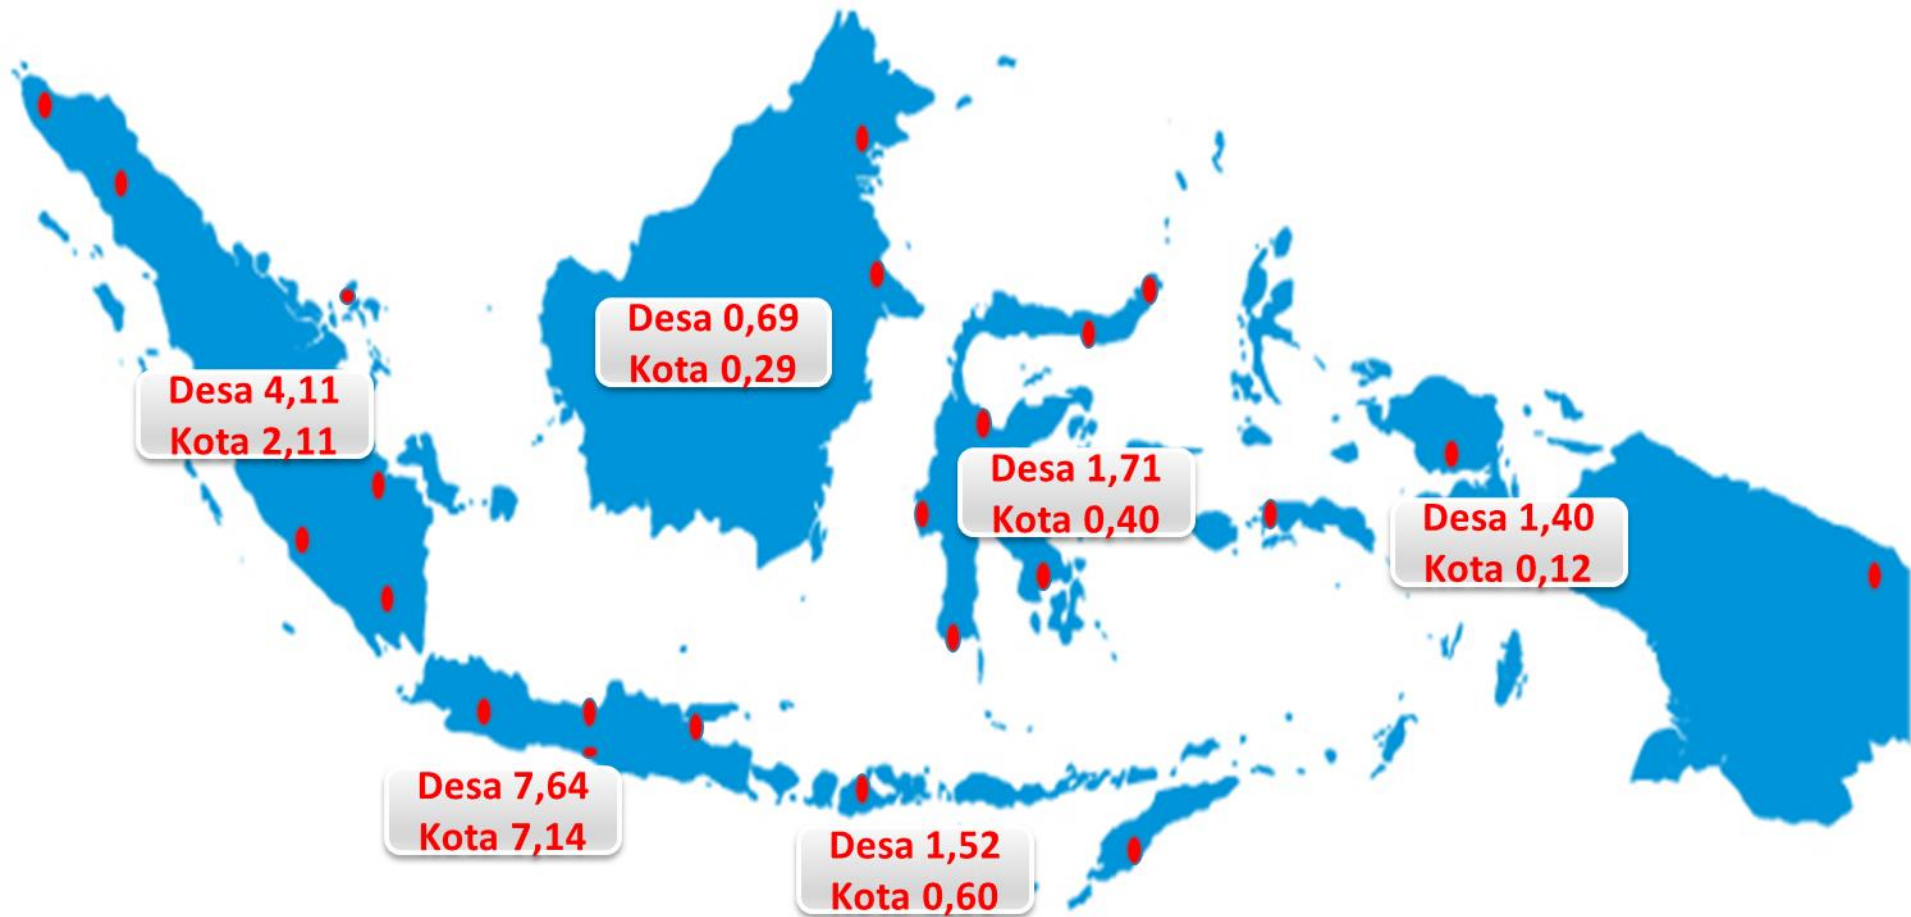 Desa 0,69
Kota 0,29
Desa 4,11
Kota 2,11
Desa 1,71
Kota 0,40
Desa 1,40
Kota 0,12
Desa 7,64
Kota 7,14
Desa 1,52
Kota 0,60